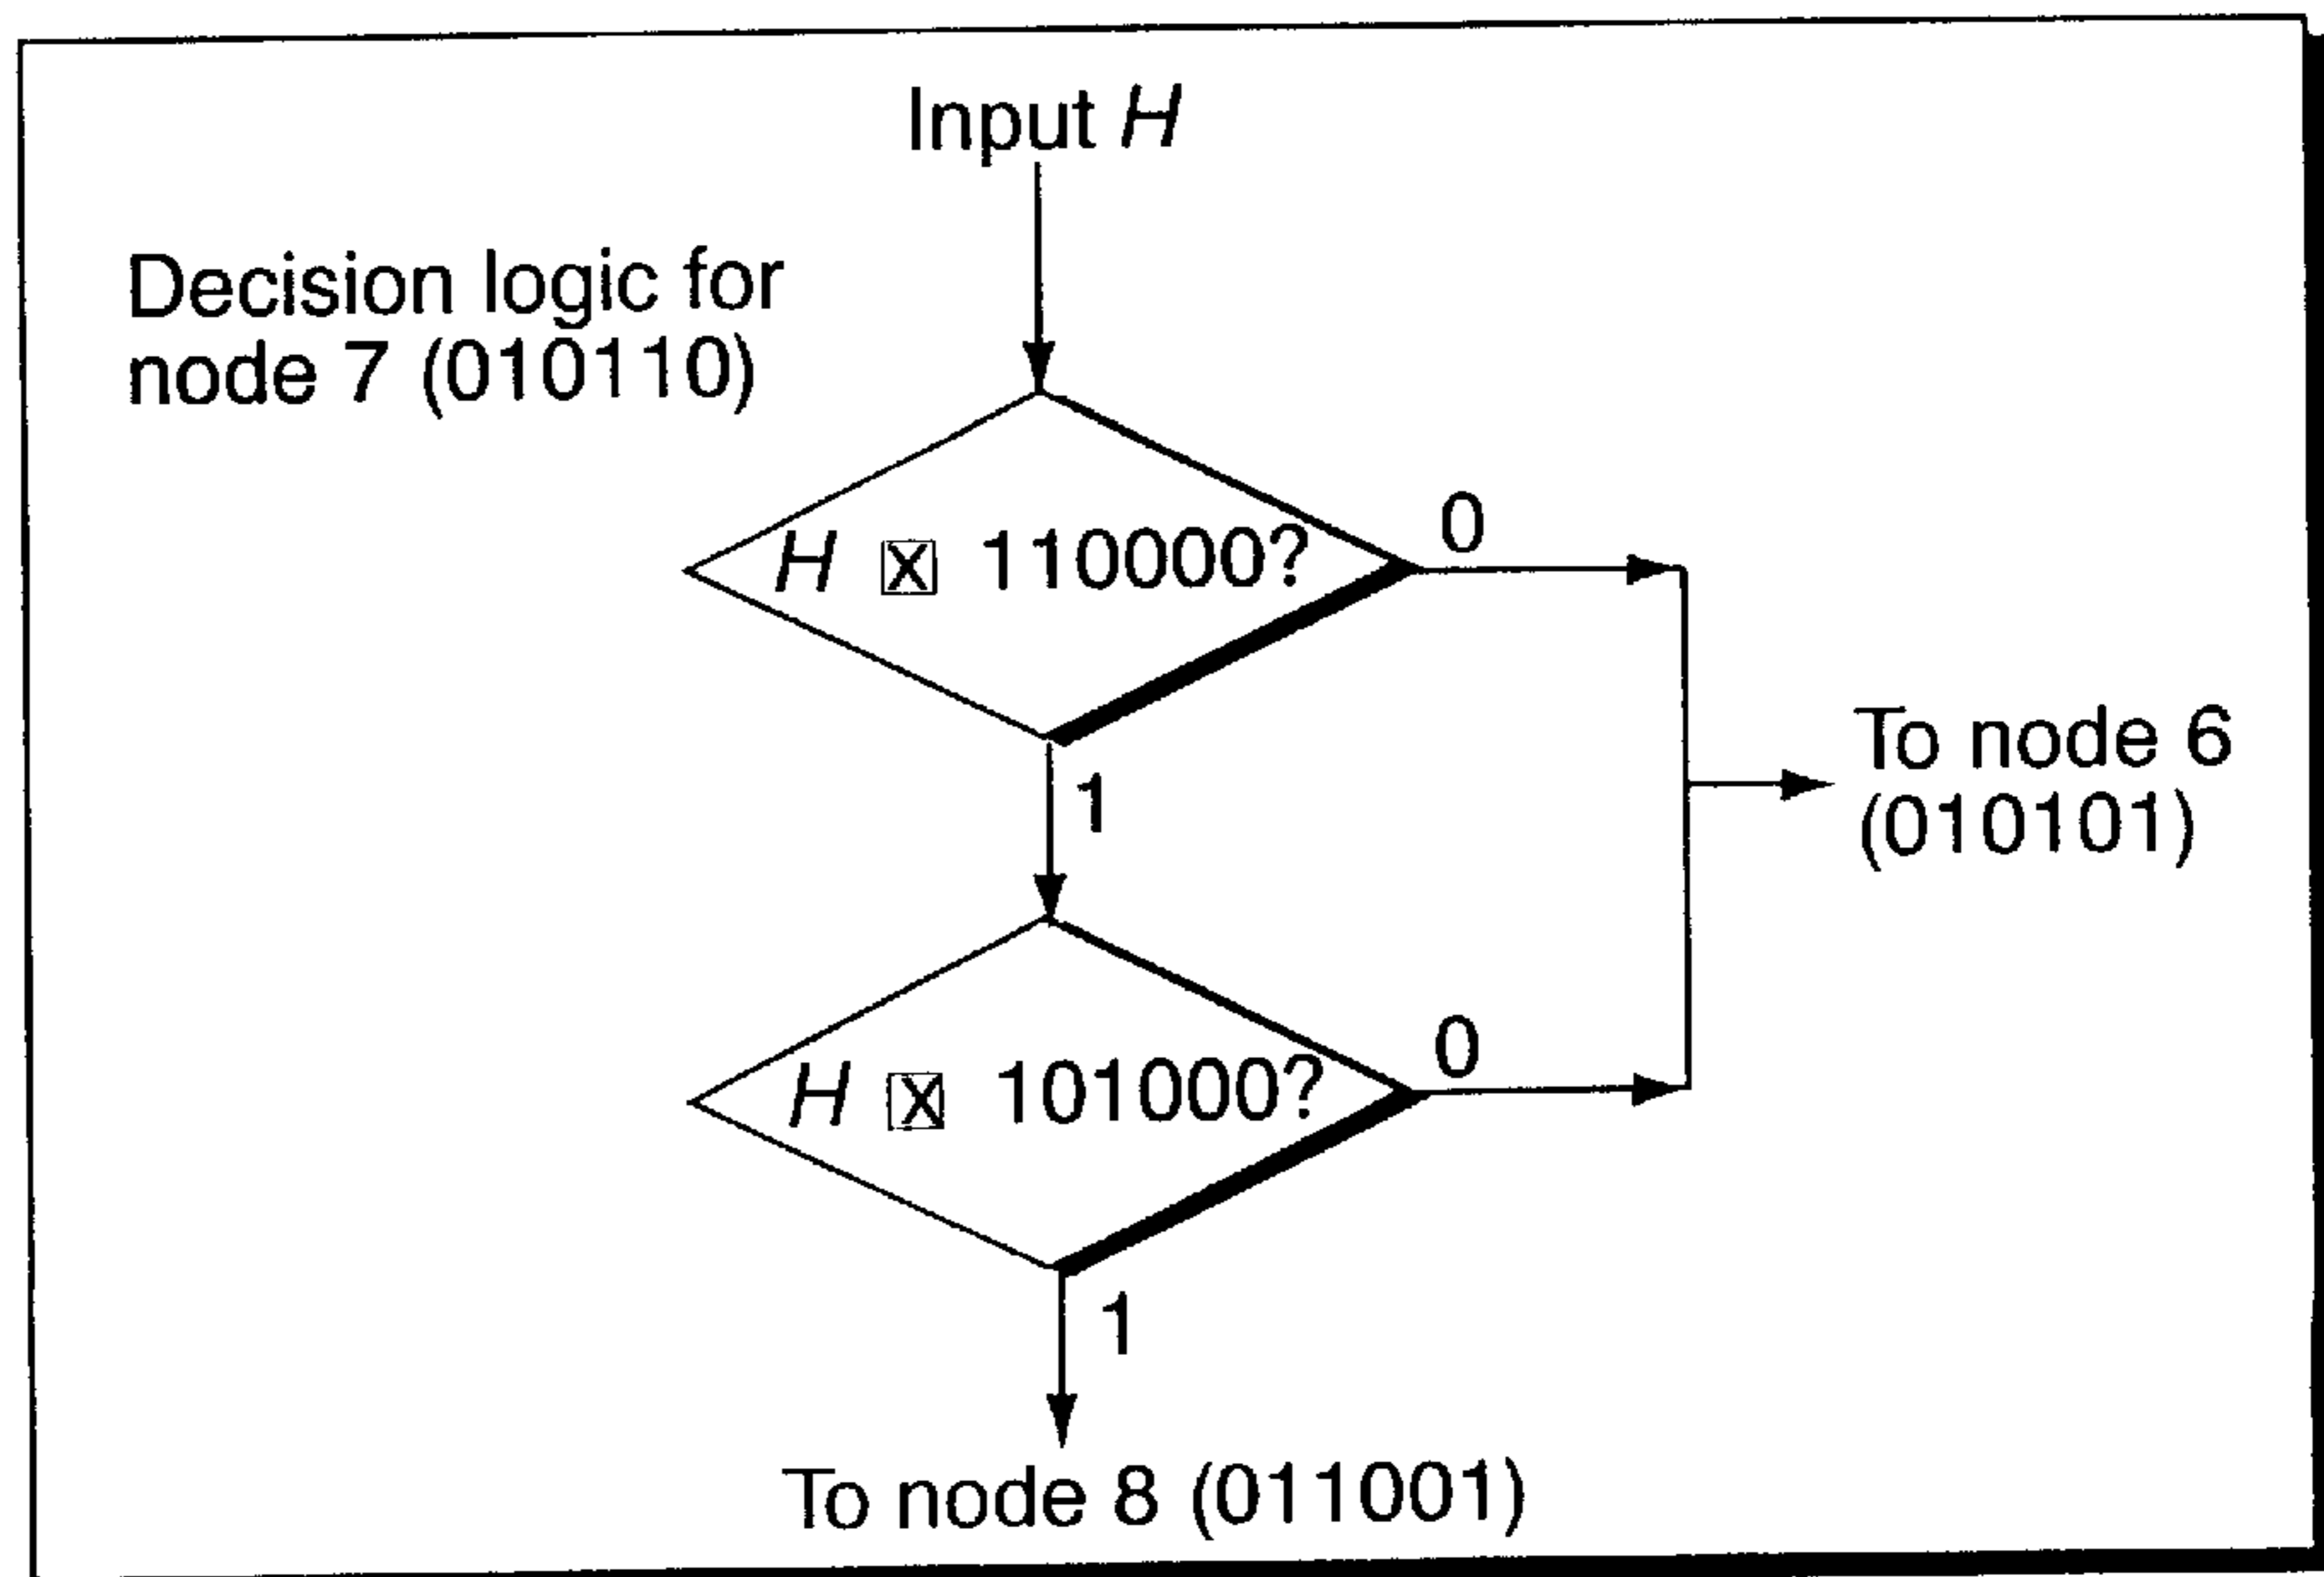 Input H
Decision logic for
node 7 (010110)
0
H ☒ 110000?
To node 6
(010101)
1
0
H ☒ 101000?
1
To node 8 (011001)